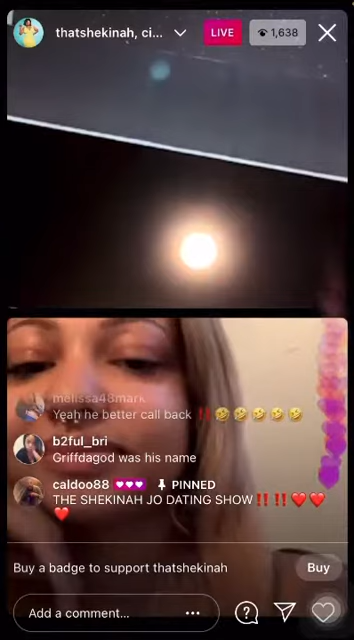 thatshekinah, ci...
LIVE
1,638
melissa48mark
Yeah he better call back ‼️🤣🤣🤣🤣🤣
b2ful_bri
Griffdagod was his name
caldoo88 PINNED
THE SHEKINAH JO DATING SHOW‼️‼️❤️❤️
❤️
Buy a badge to support thatshekinah
Buy
Add a comment...